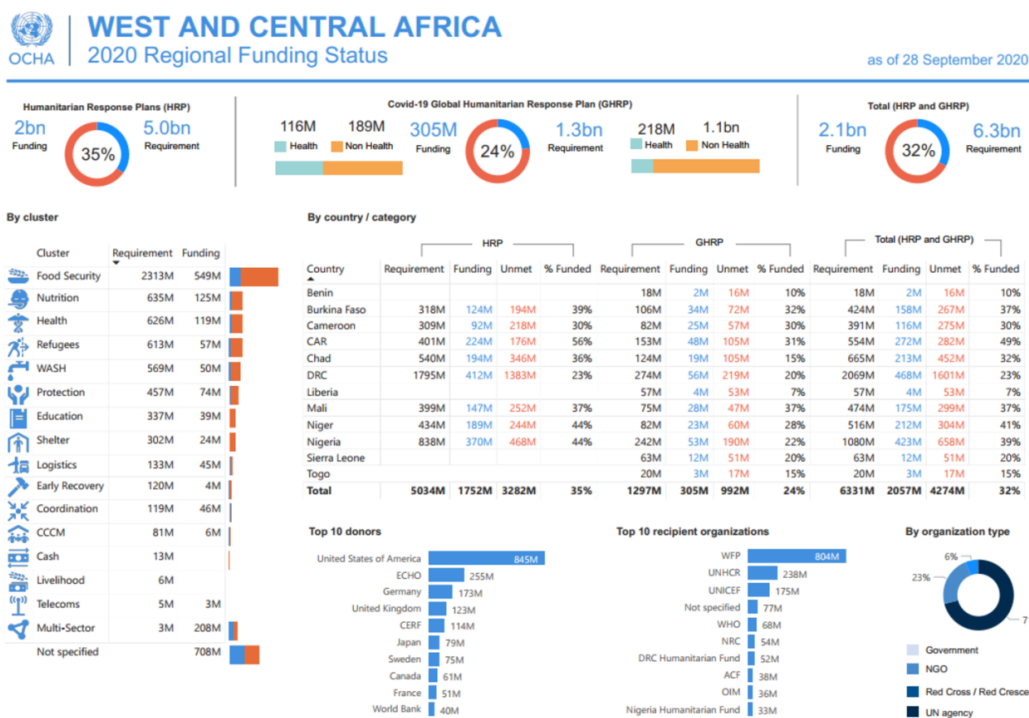 OCHA
WEST AND CENTRAL AFRICA
2020 Regional Funding Status
as of 28 September 2020
Humanitarian Response Plans (HRP)
2bn
Funding
35%
5.0bn
Requirement
Covid-19 Global Humanitarian Response Plan (GHRP)
116M 189M
Health Non Health
305M
Funding
24%
1.3bn
Requirement
218M 1.1bn
Health Non Health
Total (HRP and GHRP)
2.1bn
Funding
32%
6.3bn
Requirement
By cluster
Cluster Requirement Funding
Food Security 2313M 549M
Nutrition 635M 125M
Health 626M 119M
Refugees 613M 57M
WASH 569M 50M
Protection 457M 74M
Education 337M 39M
Shelter 302M 24M
Logistics 133M 45M
Early Recovery 120M 4M
Coordination 119M 46M
CCCM 81M 6M
Cash 13M
Livelihood 6M
Telecoms 5M 3M
Multi-Sector 3M 208M
Not specified 708M
By country / category
HRP GHRP Total (HRP and GHRP)
Country Requirement Funding Unmet % Funded Requirement Funding Unmet % Funded Requirement Funding Unmet % Funded
Benin 18M 2M 16M 10% 18M 2M 16M 10%
Burkina Faso 318M 124M 194M 39% 106M 34M 72M 32% 424M 158M 267M 37%
Cameroon 309M 92M 218M 30% 82M 25M 57M 30% 391M 116M 275M 30%
CAR 401M 224M 176M 56% 153M 48M 105M 31% 554M 272M 282M 49%
Chad 540M 194M 346M 36% 124M 19M 105M 15% 665M 213M 452M 32%
DRC 1795M 412M 1383M 23% 274M 56M 219M 20% 2069M 468M 1601M 23%
Liberia 57M 4M 53M 7% 57M 4M 53M 7%
Mali 399M 147M 252M 37% 75M 28M 47M 37% 474M 175M 299M 37%
Niger 434M 189M 244M 44% 82M 23M 60M 28% 516M 212M 304M 41%
Nigeria 838M 370M 468M 44% 242M 53M 190M 22% 1080M 423M 658M 39%
Sierra Leone 63M 12M 51M 20% 63M 12M 51M 20%
Togo 20M 3M 17M 15% 20M 3M 17M 15%
Total 5034M 1752M 3282M 35% 1297M 305M 992M 24% 6331M 2057M 4274M 32%
Top 10 donors
United States of America 845M
ECHO 255M
Germany 173M
United Kingdom 123M
CERF 114M
Japan 79M
Sweden 75M
Canada 61M
France 51M
World Bank 40M
Top 10 recipient organizations
WFP 804M
UNHCR 238M
UNICEF 175M
Not specified 77M
WHO 68M
NRC 54M
DRC Humanitarian Fund 52M
ACF 38M
OIM 36M
Nigeria Humanitarian Fund 33M
By organization type
6%
23%
7
Government
NGO
Red Cross / Red Cresce
UN agency